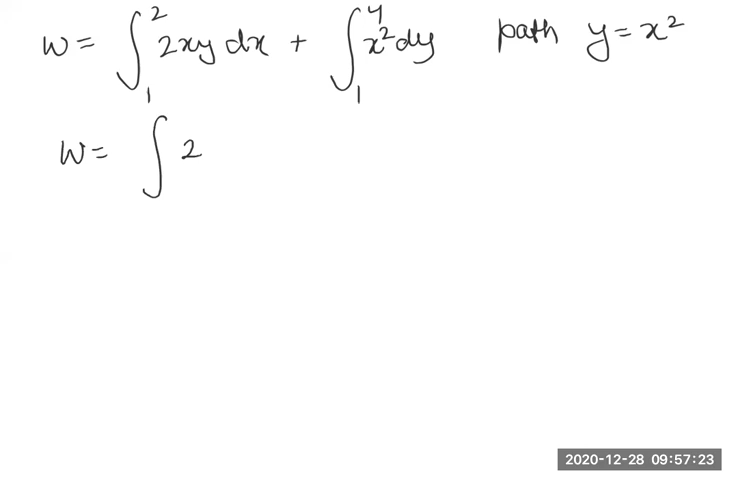 W = ∫₁² 2xy dx + ∫₁⁴ x² dy path y = x²
W = ∫ 2
2020-12-28 09:57:23